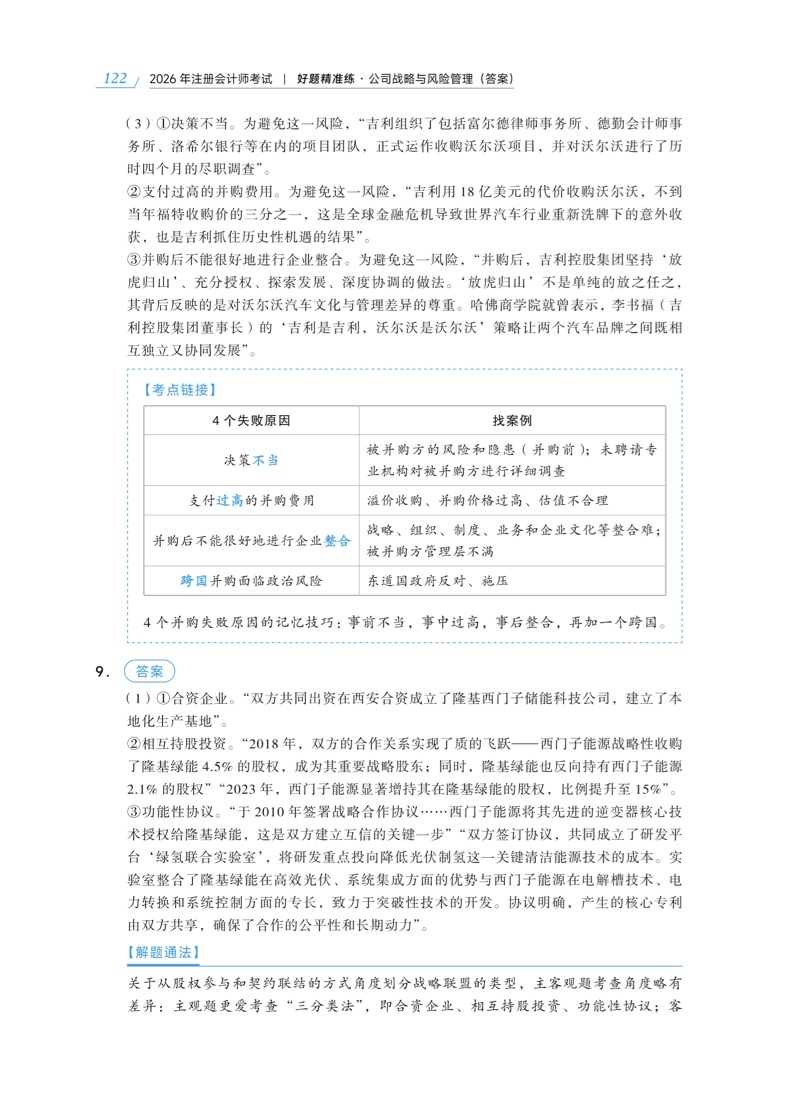 122 2026 年注册会计师考试 | 好题精准练·公司战略与风险管理（答案）
（3）①决策不当。为避免这一风险，“吉利组织了包括富尔德律师事务所、德勤会计师事
务所、洛希尔银行等在内的项目团队，正式运作收购沃尔沃项目，并对沃尔沃进行了历
时四个月的尽职调查”。
②支付过高的并购费用。为避免这一风险，“吉利用 18 亿美元的代价收购沃尔沃，不到
当年福特收购价的三分之一，这是全球金融危机导致世界汽车行业重新洗牌下的意外收
获，也是吉利抓住历史性机遇的结果”。
③并购后不能很好地进行企业整合。为避免这一风险，“并购后，吉利控股集团坚持‘放
虎归山’、充分授权、探索发展、深度协调的做法。‘放虎归山’不是单纯的放之任之，
其背后反映的是对沃尔沃汽车文化与管理差异的尊重。哈佛商学院就曾表示，李书福（吉
利控股集团董事长）的‘吉利是吉利，沃尔沃是沃尔沃’策略让两个汽车品牌之间既相
互独立又协同发展”。
【考点链接】
4 个失败原因 找案例
决策不当 被并购方的风险和隐患（并购前）；未聘请专
业机构对被并购方进行详细调查
支付过高的并购费用 溢价收购、并购价格过高、估值不合理
并购后不能很好地进行企业整合 战略、组织、制度、业务和企业文化等整合难；
被并购方管理层不满
跨国并购面临政治风险 东道国政府反对、施压
4 个并购失败原因的记忆技巧：事前不当，事中过高，事后整合，再加一个跨国。
9. 答案
（1）①合资企业。“双方共同出资在西安合资成立了隆基西门子储能科技公司，建立了本
地化生产基地”。
②相互持股投资。“2018 年，双方的合作关系实现了质的飞跃——西门子能源战略性收购
了隆基绿能 4.5% 的股权，成为其重要战略股东；同时，隆基绿能也反向持有西门子能源
2.1% 的股权”“2023 年，西门子能源显著增持其在隆基绿能的股权，比例提升至 15%”。
③功能性协议。“于 2010 年签署战略合作协议……西门子能源将其先进的逆变器核心技
术授权给隆基绿能，这是双方建立互信的关键一步”“双方签订协议，共同成立了研发平
台‘绿氢联合实验室’，将研发重点投向降低光伏制氢这一关键清洁能源技术的成本。实
验室整合了隆基绿能在高效光伏、系统集成方面的优势与西门子能源在电解槽技术、电
力转换和系统控制方面的专长，致力于突破性技术的开发。协议明确，产生的核心专利
由双方共享，确保了合作的公平性和长期动力”。
【解题通法】
关于从股权参与和契约联结的方式角度划分战略联盟的类型，主客观题考查角度略有
差异：主观题更爱考查“三分类法”，即合资企业、相互持股投资、功能性协议；客